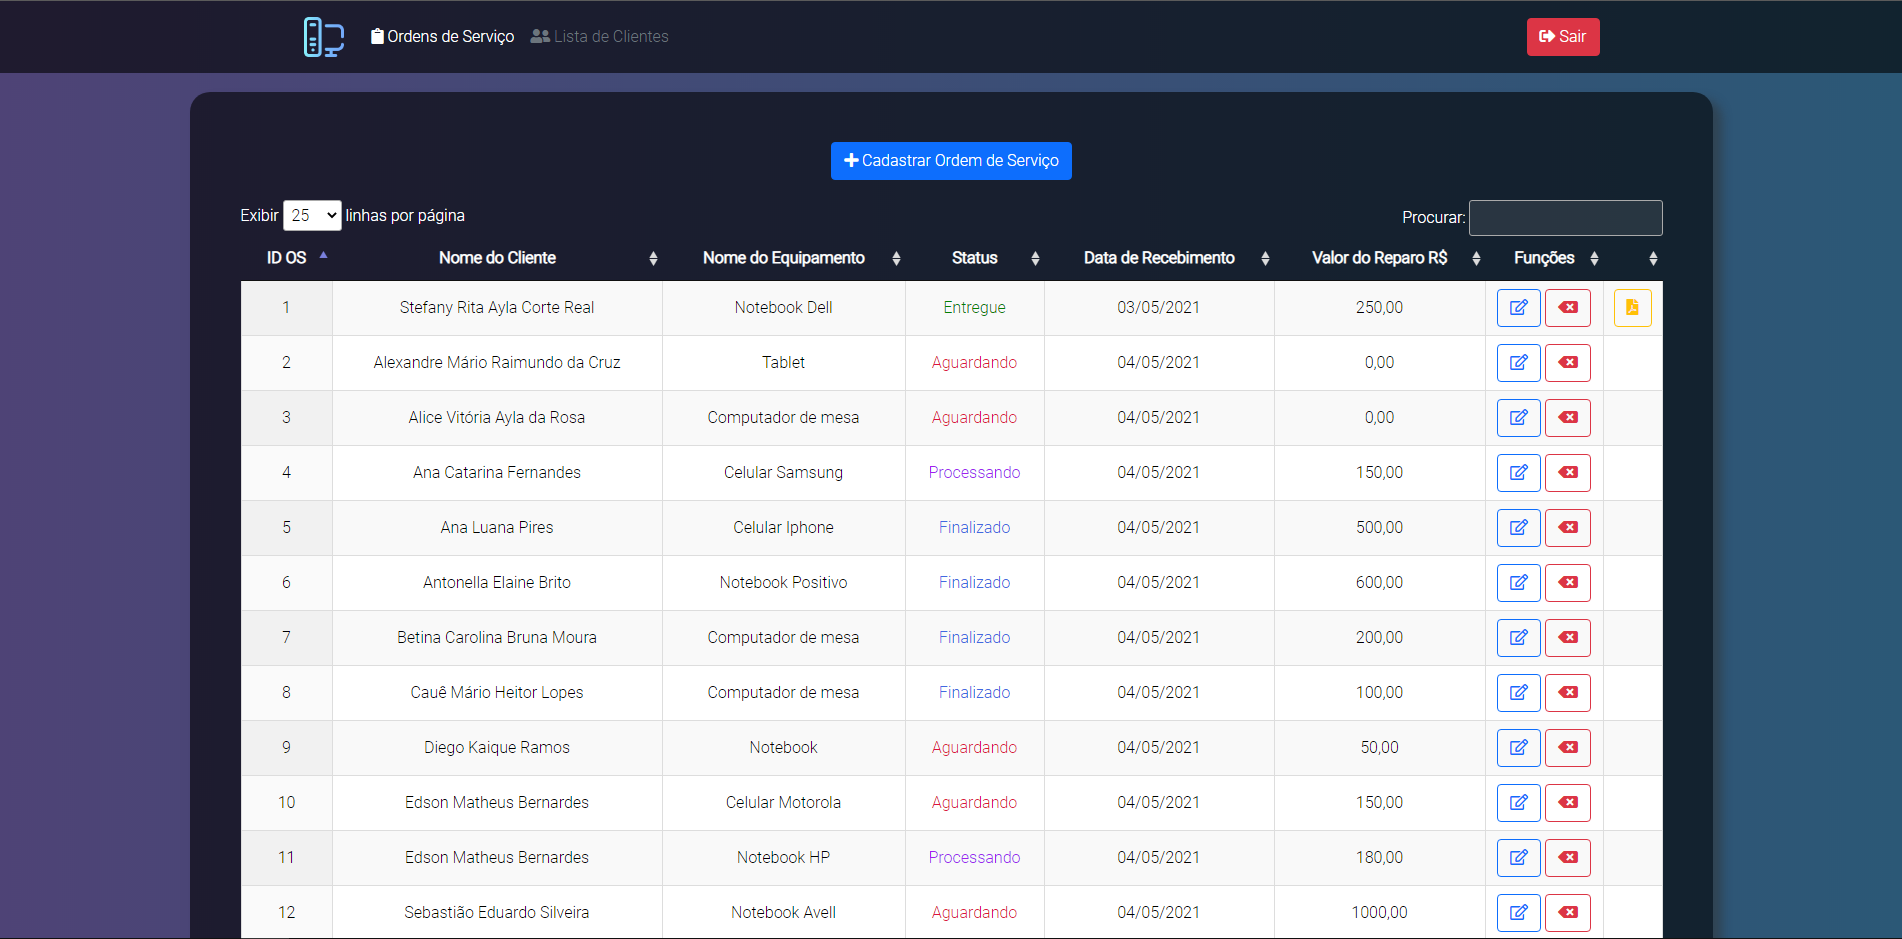 Ordens de Serviço Lista de Clientes Sair
Cadastrar Ordem de Serviço
Exibir 25 linhas por página Procurar:
ID OS Nome do Cliente Nome do Equipamento Status Data de Recebimento Valor do Reparo R$ Funções
1 Stefany Rita Ayla Corte Real Notebook Dell Entregue 03/05/2021 250,00
2 Alexandre Mário Raimundo da Cruz Tablet Aguardando 04/05/2021 0,00
3 Alice Vitória Ayla da Rosa Computador de mesa Aguardando 04/05/2021 0,00
4 Ana Catarina Fernandes Celular Samsung Processando 04/05/2021 150,00
5 Ana Luana Pires Celular Iphone Finalizado 04/05/2021 500,00
6 Antonella Elaine Brito Notebook Positivo Finalizado 04/05/2021 600,00
7 Betina Carolina Bruna Moura Computador de mesa Finalizado 04/05/2021 200,00
8 Cauê Mário Heitor Lopes Computador de mesa Finalizado 04/05/2021 100,00
9 Diego Kaique Ramos Notebook Aguardando 04/05/2021 50,00
10 Edson Matheus Bernardes Celular Motorola Aguardando 04/05/2021 150,00
11 Edson Matheus Bernardes Notebook HP Processando 04/05/2021 180,00
12 Sebastião Eduardo Silveira Notebook Avell Aguardando 04/05/2021 1000,00